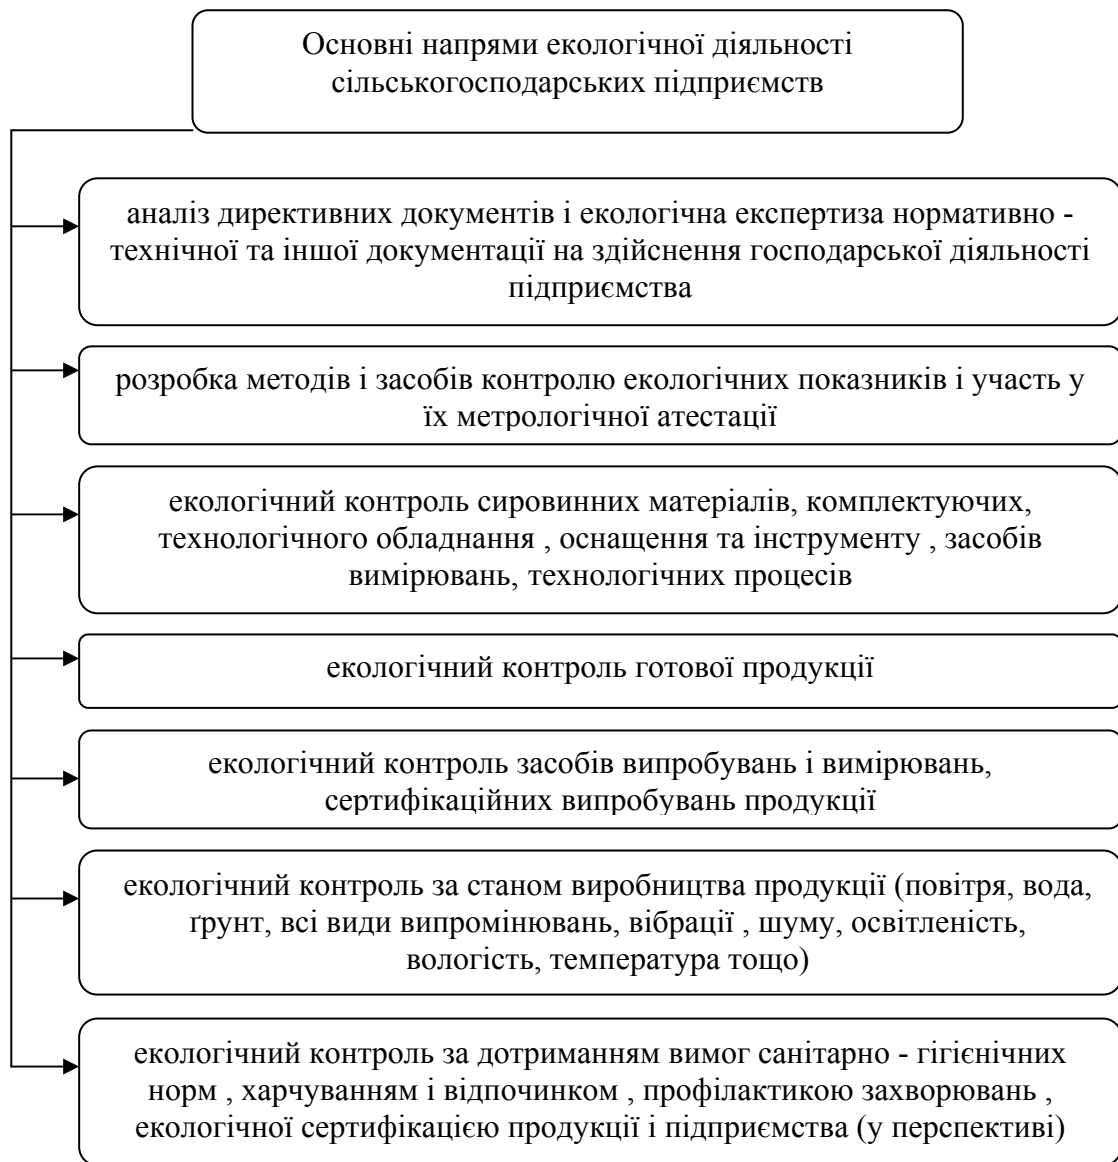 Основні напрями екологічної діяльності
сільськогосподарських підприємств
аналіз директивних документів і екологічна експертиза нормативно -
технічної та іншої документації на здійснення господарської діяльності
підприємства
розробка методів і засобів контролю екологічних показників і участь у
їх метрологічної атестації
екологічний контроль сировинних матеріалів, комплектуючих,
технологічного обладнання , оснащення та інструменту , засобів
вимірювань, технологічних процесів
екологічний контроль готової продукції
екологічний контроль засобів випробувань і вимірювань,
сертифікаційних випробувань продукції
екологічний контроль за станом виробництва продукції (повітря, вода,
ґрунт, всі види випромінювань, вібрації , шуму, освітленість,
вологість, температура тощо)
екологічний контроль за дотриманням вимог санітарно - гігієнічних
норм , харчуванням і відпочинком , профілактикою захворювань ,
екологічної сертифікацією продукції і підприємства (у перспективі)